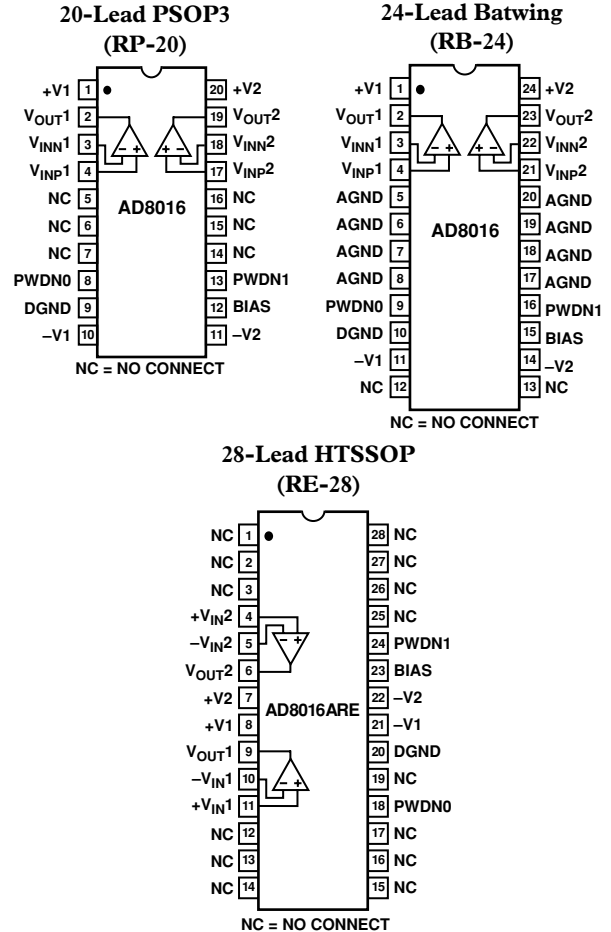 20-Lead PSOP3
(RP-20)
+V1 1 20 +V2
VOUT1 2 19 VOUT2
VINN1 3 18 VINN2
– + + –
VINP1 4 17 VINP2
NC 5 16 NC
AD8016
NC 6 15 NC
NC 7 14 NC
PWDN0 8 13 PWDN1
DGND 9 12 BIAS
–V1 10 11 –V2
NC = NO CONNECT
24-Lead Batwing
(RB-24)
+V1 1 24 +V2
VOUT1 2 23 VOUT2
VINN1 3 22 VINN2
– + + –
VINP1 4 21 VINP2
AGND 5 20 AGND
AGND 6 19 AGND
AD8016
AGND 7 18 AGND
AGND 8 17 AGND
PWDN0 9 16 PWDN1
DGND 10 15 BIAS
–V1 11 14 –V2
NC 12 13 NC
NC = NO CONNECT
28-Lead HTSSOP
(RE-28)
NC 1 28 NC
NC 2 27 NC
NC 3 26 NC
+VIN2 4 25 NC
–VIN2 5 24 PWDN1
– +
VOUT2 6 23 BIAS
+V2 7 22 –V2
AD8016ARE
+V1 8 21 –V1
VOUT1 9 20 DGND
–VIN1 10 19 NC
– +
+VIN1 11 18 PWDN0
NC 12 17 NC
NC 13 16 NC
NC 14 15 NC
NC = NO CONNECT